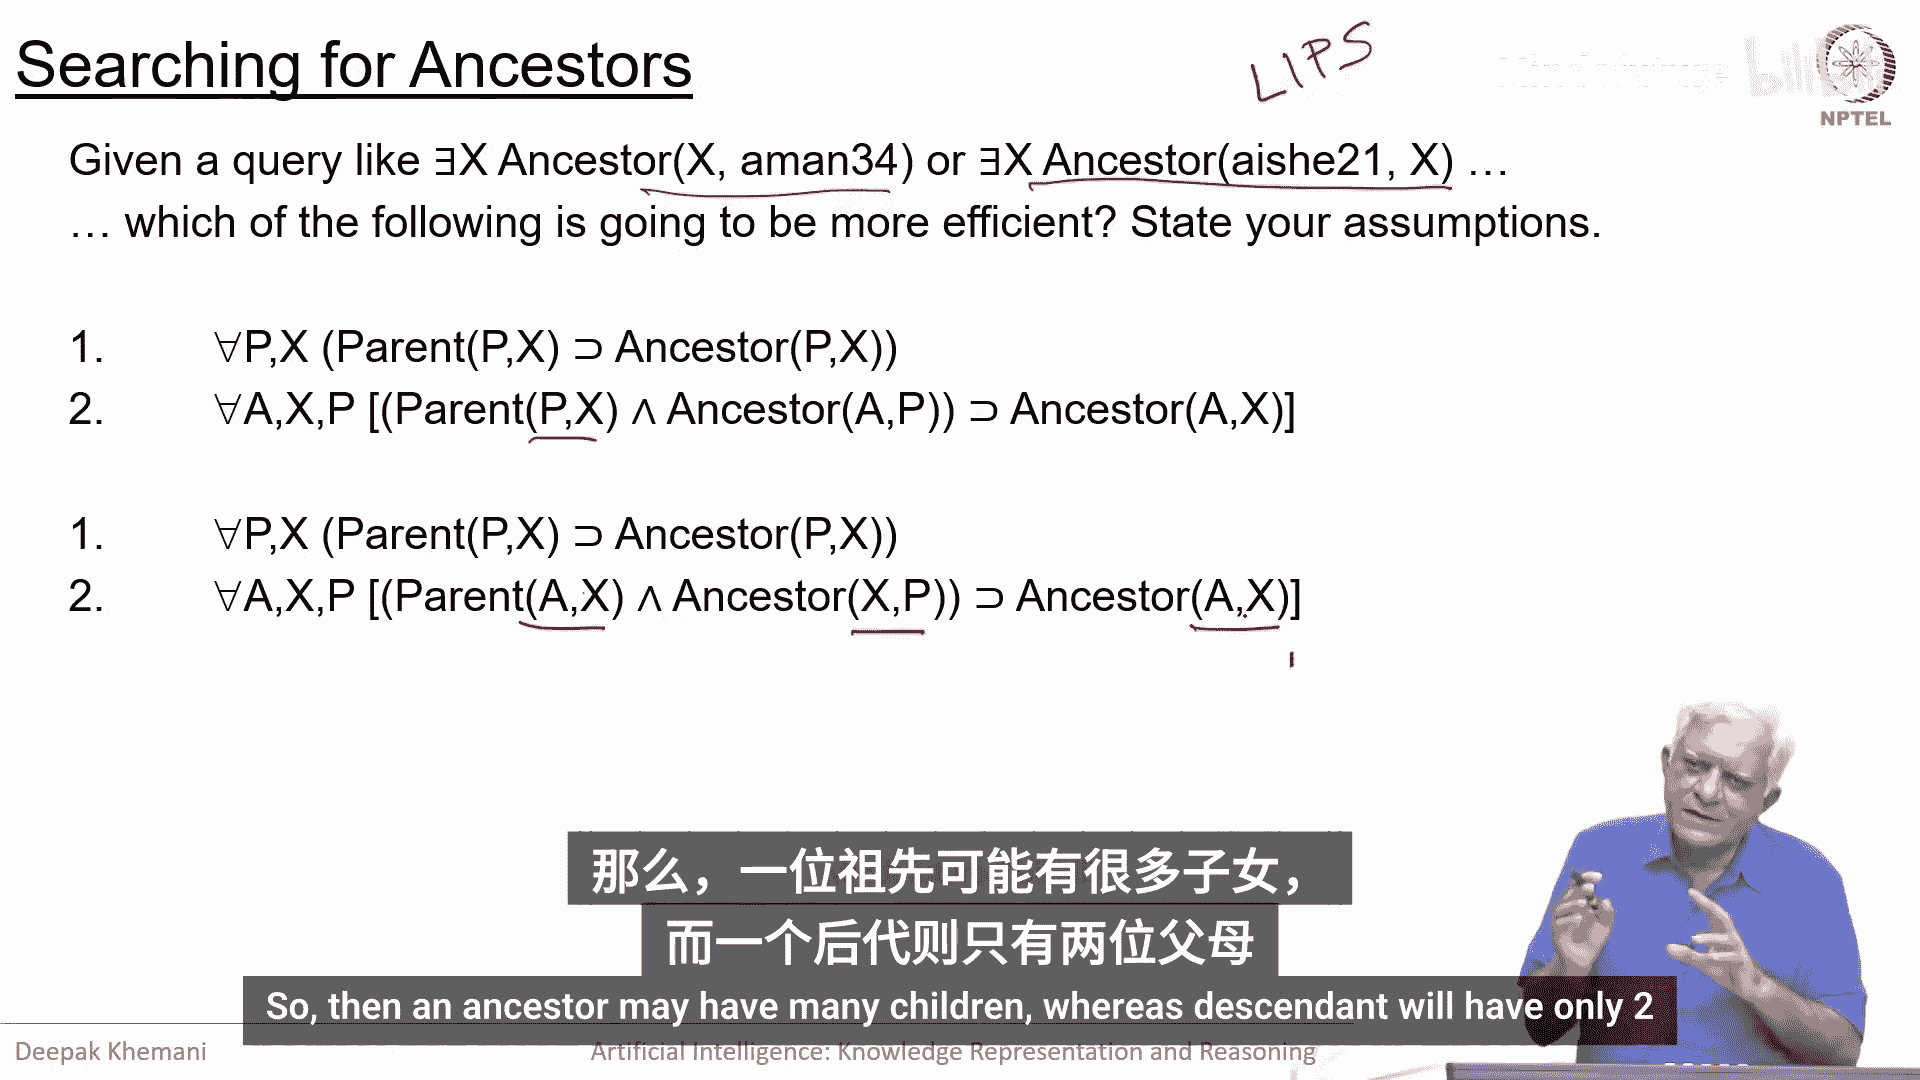 Searching for Ancestors
LIPS
NPTEL
Given a query like ∃X Ancestor(X, aman34) or ∃X Ancestor(aishe21, X) …
… which of the following is going to be more efficient? State your assumptions.
1. ∀P,X (Parent(P,X) ⊃ Ancestor(P,X))
2. ∀A,X,P [(Parent(P,X) ∧ Ancestor(A,P)) ⊃ Ancestor(A,X)]
1. ∀P,X (Parent(P,X) ⊃ Ancestor(P,X))
2. ∀A,X,P [(Parent(A,X) ∧ Ancestor(X,P)) ⊃ Ancestor(A,X)]
那么，一位祖先可能有很多子女，
而一个后代则只有两位父母
So, then an ancestor may have many children, whereas descendant will have only 2
Deepak Khemani
Artificial Intelligence: Knowledge Representation and Reasoning